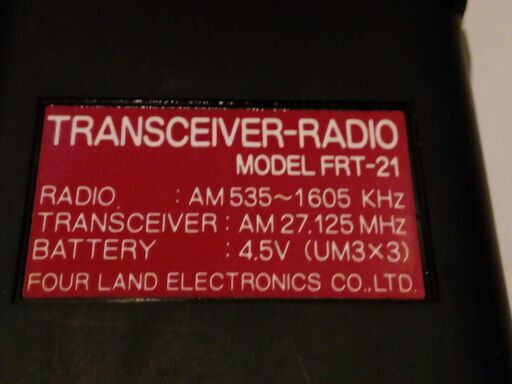 TRANSCEIVER-RADIO
MODEL FRT-21
RADIO : AM 535~1605 KHz
TRANSCEIVER : AM 27.125 MHz
BATTERY : 4.5V (UM3×3)
FOUR LAND ELECTRONICS CO.,LTD.